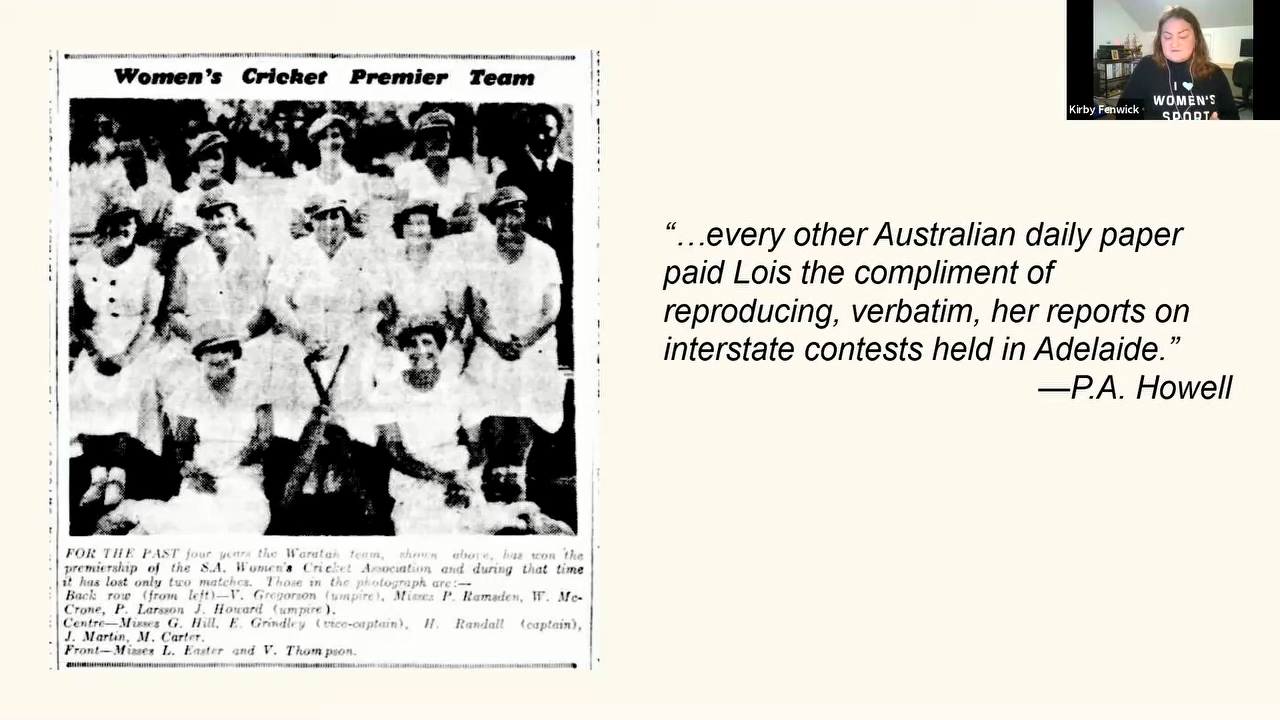 Women's Cricket Premier Team
FOR THE PAST four years the Waratah team, shown above, has won the
premiership of the S.A. Women's Cricket Association and during that time
it has lost only two matches. Those in the photograph are:—
Back row (from left)—V. Gregorson (umpire), Misses P. Ramsden, W. Mc-
Crone, P. Larsson J. Howard (umpire).
Centre—Misses G. Hill, E. Grindley (vice-captain), H. Randall (captain),
J. Martin, M. Carter.
Front—Misses L. Easter and V. Thompson.
“…every other Australian daily paper
paid Lois the compliment of
reproducing, verbatim, her reports on
interstate contests held in Adelaide.”
—P.A. Howell
I
WOMEN'S
SPORT
Kirby Fenwick